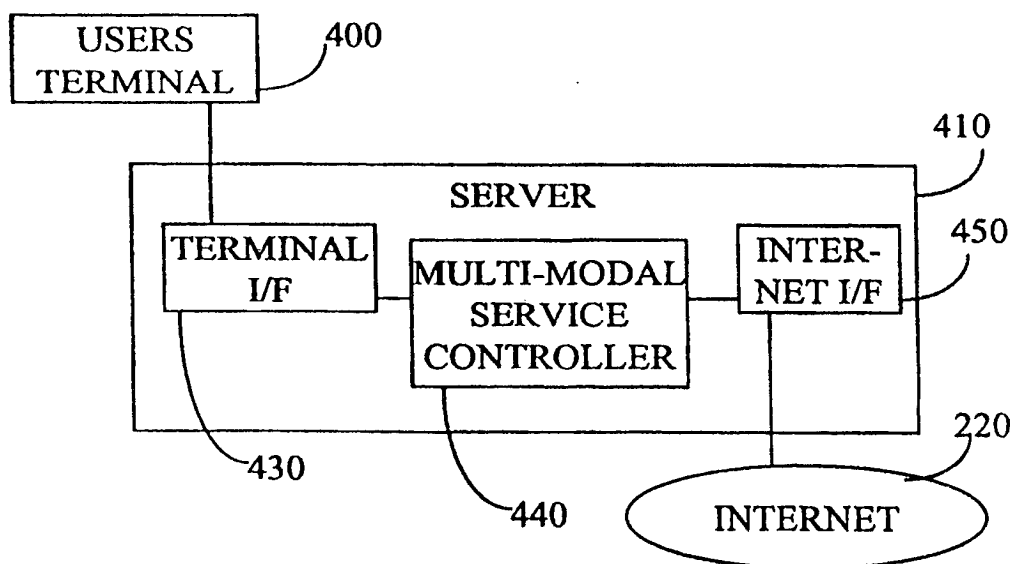 USERS
TERMINAL
400
410
SERVER
TERMINAL
I/F
MULTI-MODAL
SERVICE
CONTROLLER
INTER-
NET I/F
450
430
440
220
INTERNET